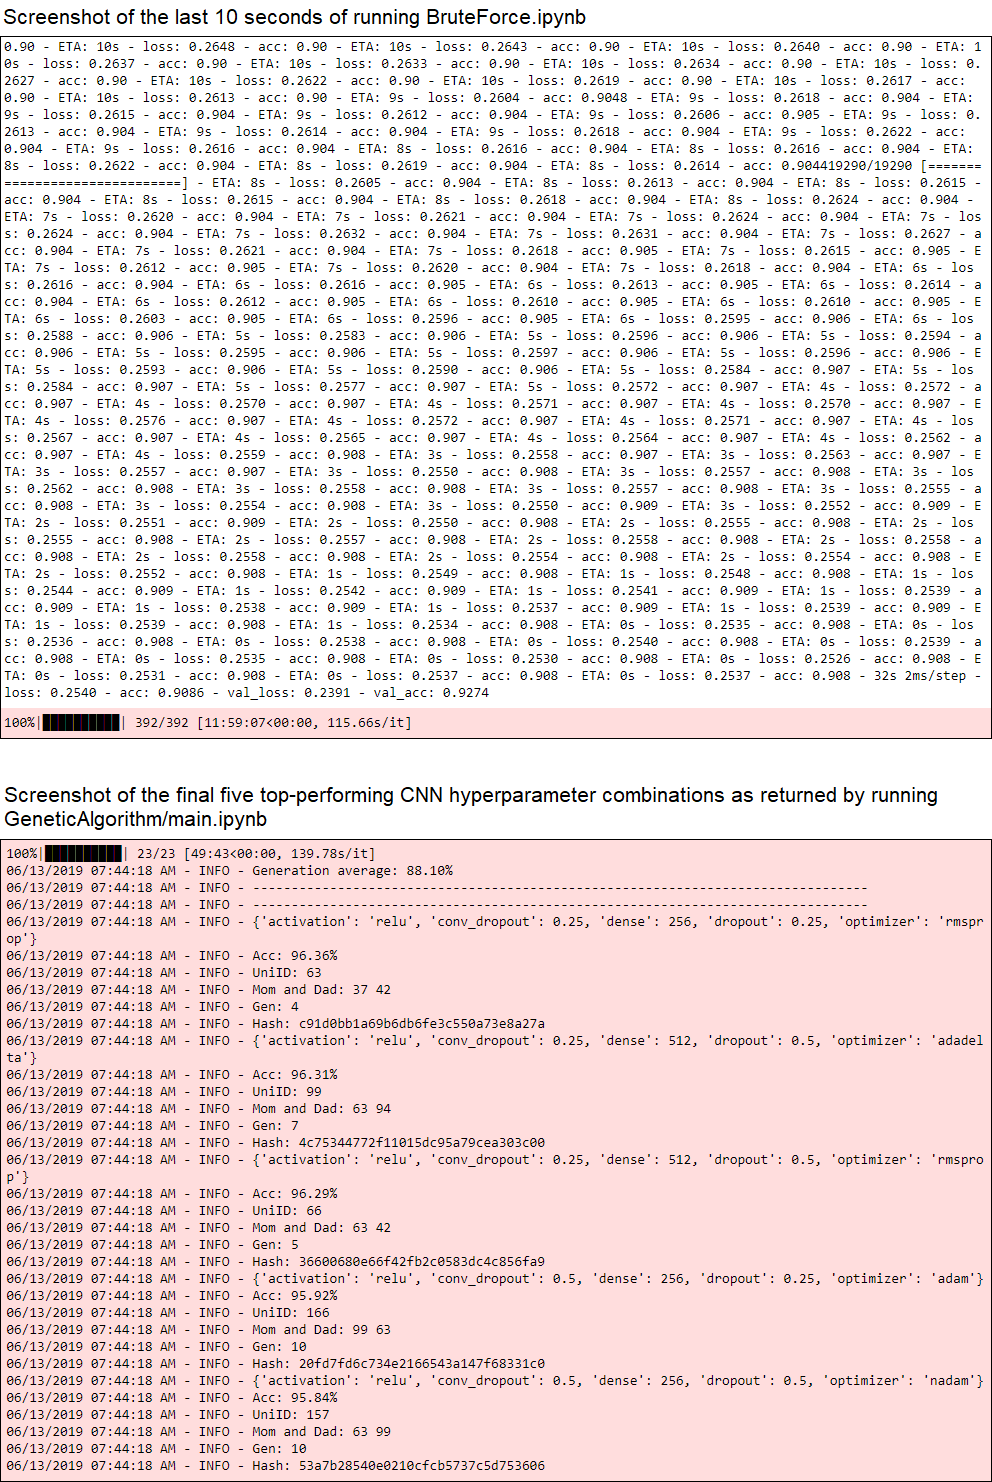 Screenshot of the last 10 seconds of running BruteForce.ipynb
0.90 - ETA: 10s - loss: 0.2648 - acc: 0.90 - ETA: 10s - loss: 0.2643 - acc: 0.90 - ETA: 10s - loss: 0.2640 - acc: 0.90 - ETA: 1
0s - loss: 0.2637 - acc: 0.90 - ETA: 10s - loss: 0.2633 - acc: 0.90 - ETA: 10s - loss: 0.2634 - acc: 0.90 - ETA: 10s - loss: 0.
2627 - acc: 0.90 - ETA: 10s - loss: 0.2622 - acc: 0.90 - ETA: 10s - loss: 0.2619 - acc: 0.90 - ETA: 10s - loss: 0.2617 - acc:
0.90 - ETA: 10s - loss: 0.2613 - acc: 0.90 - ETA: 9s - loss: 0.2604 - acc: 0.9048 - ETA: 9s - loss: 0.2618 - acc: 0.904 - ETA:
9s - loss: 0.2615 - acc: 0.904 - ETA: 9s - loss: 0.2612 - acc: 0.904 - ETA: 9s - loss: 0.2606 - acc: 0.905 - ETA: 9s - loss: 0.
2613 - acc: 0.904 - ETA: 9s - loss: 0.2614 - acc: 0.904 - ETA: 9s - loss: 0.2618 - acc: 0.904 - ETA: 9s - loss: 0.2622 - acc:
0.904 - ETA: 9s - loss: 0.2616 - acc: 0.904 - ETA: 8s - loss: 0.2616 - acc: 0.904 - ETA: 8s - loss: 0.2616 - acc: 0.904 - ETA:
8s - loss: 0.2622 - acc: 0.904 - ETA: 8s - loss: 0.2619 - acc: 0.904 - ETA: 8s - loss: 0.2614 - acc: 0.904419290/19290 [=======
=======================] - ETA: 8s - loss: 0.2605 - acc: 0.904 - ETA: 8s - loss: 0.2613 - acc: 0.904 - ETA: 8s - loss: 0.2615 -
acc: 0.904 - ETA: 8s - loss: 0.2615 - acc: 0.904 - ETA: 8s - loss: 0.2618 - acc: 0.904 - ETA: 8s - loss: 0.2624 - acc: 0.904 -
ETA: 7s - loss: 0.2620 - acc: 0.904 - ETA: 7s - loss: 0.2621 - acc: 0.904 - ETA: 7s - loss: 0.2624 - acc: 0.904 - ETA: 7s - los
s: 0.2624 - acc: 0.904 - ETA: 7s - loss: 0.2632 - acc: 0.904 - ETA: 7s - loss: 0.2631 - acc: 0.904 - ETA: 7s - loss: 0.2627 - a
cc: 0.904 - ETA: 7s - loss: 0.2621 - acc: 0.904 - ETA: 7s - loss: 0.2618 - acc: 0.905 - ETA: 7s - loss: 0.2615 - acc: 0.905 - E
TA: 7s - loss: 0.2612 - acc: 0.905 - ETA: 7s - loss: 0.2620 - acc: 0.904 - ETA: 7s - loss: 0.2618 - acc: 0.904 - ETA: 6s - los
s: 0.2616 - acc: 0.904 - ETA: 6s - loss: 0.2616 - acc: 0.905 - ETA: 6s - loss: 0.2613 - acc: 0.905 - ETA: 6s - loss: 0.2614 - a
cc: 0.904 - ETA: 6s - loss: 0.2612 - acc: 0.905 - ETA: 6s - loss: 0.2610 - acc: 0.905 - ETA: 6s - loss: 0.2610 - acc: 0.905 - E
TA: 6s - loss: 0.2603 - acc: 0.905 - ETA: 6s - loss: 0.2596 - acc: 0.905 - ETA: 6s - loss: 0.2595 - acc: 0.906 - ETA: 6s - los
s: 0.2588 - acc: 0.906 - ETA: 5s - loss: 0.2583 - acc: 0.906 - ETA: 5s - loss: 0.2596 - acc: 0.906 - ETA: 5s - loss: 0.2594 - a
cc: 0.906 - ETA: 5s - loss: 0.2595 - acc: 0.906 - ETA: 5s - loss: 0.2597 - acc: 0.906 - ETA: 5s - loss: 0.2596 - acc: 0.906 - E
TA: 5s - loss: 0.2593 - acc: 0.906 - ETA: 5s - loss: 0.2590 - acc: 0.906 - ETA: 5s - loss: 0.2584 - acc: 0.907 - ETA: 5s - los
s: 0.2584 - acc: 0.907 - ETA: 5s - loss: 0.2577 - acc: 0.907 - ETA: 5s - loss: 0.2572 - acc: 0.907 - ETA: 4s - loss: 0.2572 - a
cc: 0.907 - ETA: 4s - loss: 0.2570 - acc: 0.907 - ETA: 4s - loss: 0.2571 - acc: 0.907 - ETA: 4s - loss: 0.2570 - acc: 0.907 - E
TA: 4s - loss: 0.2576 - acc: 0.907 - ETA: 4s - loss: 0.2572 - acc: 0.907 - ETA: 4s - loss: 0.2571 - acc: 0.907 - ETA: 4s - los
s: 0.2567 - acc: 0.907 - ETA: 4s - loss: 0.2565 - acc: 0.907 - ETA: 4s - loss: 0.2564 - acc: 0.907 - ETA: 4s - loss: 0.2562 - a
cc: 0.907 - ETA: 4s - loss: 0.2559 - acc: 0.908 - ETA: 3s - loss: 0.2558 - acc: 0.907 - ETA: 3s - loss: 0.2563 - acc: 0.907 - E
TA: 3s - loss: 0.2557 - acc: 0.907 - ETA: 3s - loss: 0.2550 - acc: 0.908 - ETA: 3s - loss: 0.2557 - acc: 0.908 - ETA: 3s - los
s: 0.2562 - acc: 0.908 - ETA: 3s - loss: 0.2558 - acc: 0.908 - ETA: 3s - loss: 0.2557 - acc: 0.908 - ETA: 3s - loss: 0.2555 - a
cc: 0.908 - ETA: 3s - loss: 0.2554 - acc: 0.908 - ETA: 3s - loss: 0.2550 - acc: 0.909 - ETA: 3s - loss: 0.2552 - acc: 0.909 - E
TA: 2s - loss: 0.2551 - acc: 0.909 - ETA: 2s - loss: 0.2550 - acc: 0.908 - ETA: 2s - loss: 0.2555 - acc: 0.908 - ETA: 2s - los
s: 0.2555 - acc: 0.908 - ETA: 2s - loss: 0.2557 - acc: 0.908 - ETA: 2s - loss: 0.2558 - acc: 0.908 - ETA: 2s - loss: 0.2558 - a
cc: 0.908 - ETA: 2s - loss: 0.2558 - acc: 0.908 - ETA: 2s - loss: 0.2554 - acc: 0.908 - ETA: 2s - loss: 0.2554 - acc: 0.908 - E
TA: 2s - loss: 0.2552 - acc: 0.908 - ETA: 1s - loss: 0.2549 - acc: 0.908 - ETA: 1s - loss: 0.2548 - acc: 0.908 - ETA: 1s - los
s: 0.2544 - acc: 0.909 - ETA: 1s - loss: 0.2542 - acc: 0.909 - ETA: 1s - loss: 0.2541 - acc: 0.909 - ETA: 1s - loss: 0.2539 - a
cc: 0.909 - ETA: 1s - loss: 0.2538 - acc: 0.909 - ETA: 1s - loss: 0.2537 - acc: 0.909 - ETA: 1s - loss: 0.2539 - acc: 0.909 - E
TA: 1s - loss: 0.2539 - acc: 0.908 - ETA: 1s - loss: 0.2534 - acc: 0.908 - ETA: 0s - loss: 0.2535 - acc: 0.908 - ETA: 0s - los
s: 0.2536 - acc: 0.908 - ETA: 0s - loss: 0.2538 - acc: 0.908 - ETA: 0s - loss: 0.2540 - acc: 0.908 - ETA: 0s - loss: 0.2539 - a
cc: 0.908 - ETA: 0s - loss: 0.2535 - acc: 0.908 - ETA: 0s - loss: 0.2530 - acc: 0.908 - ETA: 0s - loss: 0.2526 - acc: 0.908 - E
TA: 0s - loss: 0.2531 - acc: 0.908 - ETA: 0s - loss: 0.2537 - acc: 0.908 - ETA: 0s - loss: 0.2537 - acc: 0.908 - 32s 2ms/step -
loss: 0.2540 - acc: 0.9086 - val_loss: 0.2391 - val_acc: 0.9274
100%|██████████| 392/392 [11:59:07<00:00, 115.66s/it]
Screenshot of the final five top-performing CNN hyperparameter combinations as returned by running
GeneticAlgorithm/main.ipynb
100%|██████████| 23/23 [49:43<00:00, 139.78s/it]
06/13/2019 07:44:18 AM - INFO - Generation average: 88.10%
06/13/2019 07:44:18 AM - INFO - --------------------------------------------------------------------------------
06/13/2019 07:44:18 AM - INFO - --------------------------------------------------------------------------------
06/13/2019 07:44:18 AM - INFO - {'activation': 'relu', 'conv_dropout': 0.25, 'dense': 256, 'dropout': 0.25, 'optimizer': 'rmspr
op'}
06/13/2019 07:44:18 AM - INFO - Acc: 96.36%
06/13/2019 07:44:18 AM - INFO - UniID: 63
06/13/2019 07:44:18 AM - INFO - Mom and Dad: 37 42
06/13/2019 07:44:18 AM - INFO - Gen: 4
06/13/2019 07:44:18 AM - INFO - Hash: c91d0bb1a69b6db6fe3c550a73e8a27a
06/13/2019 07:44:18 AM - INFO - {'activation': 'relu', 'conv_dropout': 0.25, 'dense': 512, 'dropout': 0.5, 'optimizer': 'adadel
ta'}
06/13/2019 07:44:18 AM - INFO - Acc: 96.31%
06/13/2019 07:44:18 AM - INFO - UniID: 99
06/13/2019 07:44:18 AM - INFO - Mom and Dad: 63 94
06/13/2019 07:44:18 AM - INFO - Gen: 7
06/13/2019 07:44:18 AM - INFO - Hash: 4c75344772f11015dc95a79cea303c00
06/13/2019 07:44:18 AM - INFO - {'activation': 'relu', 'conv_dropout': 0.25, 'dense': 512, 'dropout': 0.5, 'optimizer': 'rmspro
p'}
06/13/2019 07:44:18 AM - INFO - Acc: 96.29%
06/13/2019 07:44:18 AM - INFO - UniID: 66
06/13/2019 07:44:18 AM - INFO - Mom and Dad: 63 42
06/13/2019 07:44:18 AM - INFO - Gen: 5
06/13/2019 07:44:18 AM - INFO - Hash: 36600680e66f42fb2c0583dc4c856fa9
06/13/2019 07:44:18 AM - INFO - {'activation': 'relu', 'conv_dropout': 0.5, 'dense': 256, 'dropout': 0.25, 'optimizer': 'adam'}
06/13/2019 07:44:18 AM - INFO - Acc: 95.92%
06/13/2019 07:44:18 AM - INFO - UniID: 166
06/13/2019 07:44:18 AM - INFO - Mom and Dad: 99 63
06/13/2019 07:44:18 AM - INFO - Gen: 10
06/13/2019 07:44:18 AM - INFO - Hash: 20fd7fd6c734e2166543a147f68331c0
06/13/2019 07:44:18 AM - INFO - {'activation': 'relu', 'conv_dropout': 0.5, 'dense': 256, 'dropout': 0.5, 'optimizer': 'nadam'}
06/13/2019 07:44:18 AM - INFO - Acc: 95.84%
06/13/2019 07:44:18 AM - INFO - UniID: 157
06/13/2019 07:44:18 AM - INFO - Mom and Dad: 63 99
06/13/2019 07:44:18 AM - INFO - Gen: 10
06/13/2019 07:44:18 AM - INFO - Hash: 53a7b28540e0210cfcb5737c5d753606